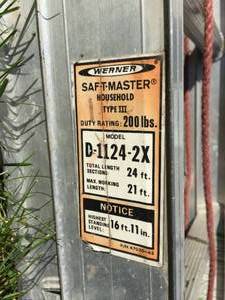 WERNER
SAF-T-MASTER®
HOUSEHOLD
TYPE III
DUTY RATING: 200 lbs.
MODEL
D-1124-2X
TOTAL LENGTH
SECTIONS: 24 ft.
MAX. WORKING
LENGTH: 21 ft.
NOTICE
HIGHEST
STANDING 16 ft. 11 in.
LEVEL: